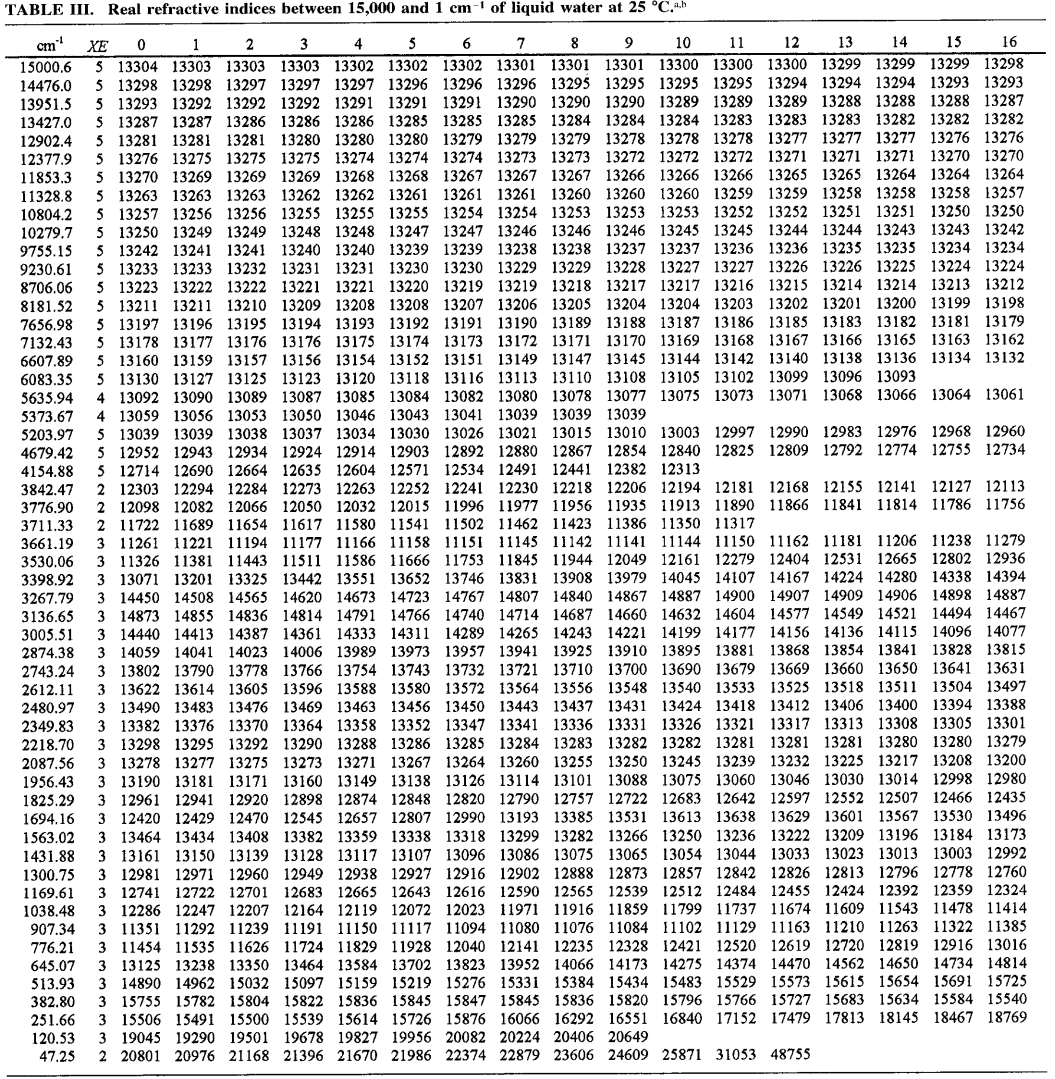 TABLE III. Real refractive indices between 15,000 and 1 cm⁻¹ of liquid water at 25 °C.ᵃ,ᵇ
cm⁻¹ XE 0 1 2 3 4 5 6 7 8 9 10 11 12 13 14 15 16
15000.6 5 13304 13303 13303 13303 13302 13302 13302 13301 13301 13301 13300 13300 13300 13299 13299 13299 13298
14476.0 5 13298 13298 13297 13297 13297 13296 13296 13296 13295 13295 13295 13295 13294 13294 13294 13293 13293
13951.5 5 13293 13292 13292 13292 13291 13291 13291 13290 13290 13290 13289 13289 13289 13288 13288 13288 13287
13427.0 5 13287 13287 13286 13286 13286 13285 13285 13285 13284 13284 13284 13283 13283 13283 13282 13282 13282
12902.4 5 13281 13281 13281 13280 13280 13280 13279 13279 13279 13278 13278 13278 13277 13277 13277 13276 13276
12377.9 5 13276 13275 13275 13275 13274 13274 13274 13273 13273 13272 13272 13272 13271 13271 13271 13270 13270
11853.3 5 13270 13269 13269 13269 13268 13268 13267 13267 13267 13266 13266 13266 13265 13265 13264 13264 13264
11328.8 5 13263 13263 13263 13262 13262 13261 13261 13261 13260 13260 13260 13259 13259 13258 13258 13258 13257
10804.2 5 13257 13256 13256 13255 13255 13255 13254 13254 13253 13253 13253 13252 13252 13251 13251 13250 13250
10279.7 5 13250 13249 13249 13248 13248 13247 13247 13246 13246 13246 13245 13245 13244 13244 13243 13243 13242
9755.15 5 13242 13241 13241 13240 13240 13239 13239 13238 13238 13237 13237 13236 13236 13235 13235 13234 13234
9230.61 5 13233 13233 13232 13231 13231 13230 13230 13229 13229 13228 13227 13227 13226 13226 13225 13224 13224
8706.06 5 13223 13222 13222 13221 13221 13220 13219 13219 13218 13217 13217 13216 13215 13214 13214 13213 13212
8181.52 5 13211 13211 13210 13209 13208 13208 13207 13206 13205 13204 13204 13203 13202 13201 13200 13199 13198
7656.98 5 13197 13196 13195 13194 13193 13192 13191 13190 13189 13188 13187 13186 13185 13183 13182 13181 13179
7132.43 5 13178 13177 13176 13176 13175 13174 13173 13172 13171 13170 13169 13168 13167 13166 13165 13163 13162
6607.89 5 13160 13159 13157 13156 13154 13152 13151 13149 13147 13145 13144 13142 13140 13138 13136 13134 13132
6083.35 5 13130 13127 13125 13123 13120 13118 13116 13113 13110 13108 13105 13102 13099 13096 13093
5635.94 4 13092 13090 13089 13087 13085 13084 13082 13080 13078 13077 13075 13073 13071 13068 13066 13064 13061
5373.67 4 13059 13056 13053 13050 13046 13043 13041 13039 13039 13039
5203.97 5 13039 13039 13038 13037 13034 13030 13026 13021 13015 13010 13003 12997 12990 12983 12976 12968 12960
4679.42 5 12952 12943 12934 12924 12914 12903 12892 12880 12867 12854 12840 12825 12809 12792 12774 12755 12734
4154.88 5 12714 12690 12664 12635 12604 12571 12534 12491 12441 12382 12313
3842.47 2 12303 12294 12284 12273 12263 12252 12241 12230 12218 12206 12194 12181 12168 12155 12141 12127 12113
3776.90 2 12098 12082 12066 12050 12032 12015 11996 11977 11956 11935 11913 11890 11866 11841 11814 11786 11756
3711.33 2 11722 11689 11654 11617 11580 11541 11502 11462 11423 11386 11350 11317
3661.19 3 11261 11221 11194 11177 11166 11158 11151 11145 11142 11141 11144 11150 11162 11181 11206 11238 11279
3530.06 3 11326 11381 11443 11511 11586 11666 11753 11845 11944 12049 12161 12279 12404 12531 12665 12802 12936
3398.92 3 13071 13201 13325 13442 13551 13652 13746 13831 13908 13979 14045 14107 14167 14224 14280 14338 14394
3267.79 3 14450 14508 14565 14620 14673 14723 14767 14807 14840 14867 14887 14900 14907 14909 14906 14898 14887
3136.65 3 14873 14855 14836 14814 14791 14766 14740 14714 14687 14660 14632 14604 14577 14549 14521 14494 14467
3005.51 3 14440 14413 14387 14361 14333 14311 14289 14265 14243 14221 14199 14177 14156 14136 14115 14096 14077
2874.38 3 14059 14041 14023 14006 13989 13973 13957 13941 13925 13910 13895 13881 13868 13854 13841 13828 13815
2743.24 3 13802 13790 13778 13766 13754 13743 13732 13721 13710 13700 13690 13679 13669 13660 13650 13641 13631
2612.11 3 13622 13614 13605 13596 13588 13580 13572 13564 13556 13548 13540 13533 13525 13518 13511 13504 13497
2480.97 3 13490 13483 13476 13469 13463 13456 13450 13443 13437 13431 13424 13418 13412 13406 13400 13394 13388
2349.83 3 13382 13376 13370 13364 13358 13352 13347 13341 13336 13331 13326 13321 13317 13313 13308 13305 13301
2218.70 3 13298 13295 13292 13290 13288 13286 13285 13284 13283 13282 13282 13281 13281 13281 13280 13280 13279
2087.56 3 13278 13277 13275 13273 13271 13267 13264 13260 13255 13250 13245 13239 13232 13225 13217 13208 13200
1956.43 3 13190 13181 13171 13160 13149 13138 13126 13114 13101 13088 13075 13060 13046 13030 13014 12998 12980
1825.29 3 12961 12941 12920 12898 12874 12848 12820 12790 12757 12722 12683 12642 12597 12552 12507 12466 12435
1694.16 3 12420 12429 12470 12545 12657 12807 12990 13193 13385 13531 13613 13638 13629 13601 13567 13530 13496
1563.02 3 13464 13434 13408 13382 13359 13338 13318 13299 13282 13266 13250 13236 13222 13209 13196 13184 13173
1431.88 3 13161 13150 13139 13128 13117 13107 13096 13086 13075 13065 13054 13044 13033 13023 13013 13003 12992
1300.75 3 12981 12971 12960 12949 12938 12927 12916 12902 12888 12873 12857 12842 12826 12813 12796 12778 12760
1169.61 3 12741 12722 12701 12683 12665 12643 12616 12590 12565 12539 12512 12484 12455 12424 12392 12359 12324
1038.48 3 12286 12247 12207 12164 12119 12072 12023 11971 11916 11859 11799 11737 11674 11609 11543 11478 11414
907.34 3 11351 11292 11239 11191 11150 11117 11094 11080 11076 11084 11102 11129 11163 11210 11263 11322 11385
776.21 3 11454 11535 11626 11724 11829 11928 12040 12141 12235 12328 12421 12520 12619 12720 12819 12916 13016
645.07 3 13125 13238 13350 13464 13584 13702 13823 13952 14066 14173 14275 14374 14470 14562 14650 14734 14814
513.93 3 14890 14962 15032 15097 15159 15219 15276 15331 15384 15434 15483 15529 15573 15615 15654 15691 15725
382.80 3 15755 15782 15804 15822 15836 15845 15847 15845 15836 15820 15796 15766 15727 15683 15634 15584 15540
251.66 3 15506 15491 15500 15539 15614 15726 15876 16066 16292 16551 16840 17152 17479 17813 18145 18467 18769
120.53 3 19045 19290 19501 19678 19827 19956 20082 20224 20406 20649
47.25 2 20801 20976 21168 21396 21670 21986 22374 22879 23606 24609 25871 31053 48755